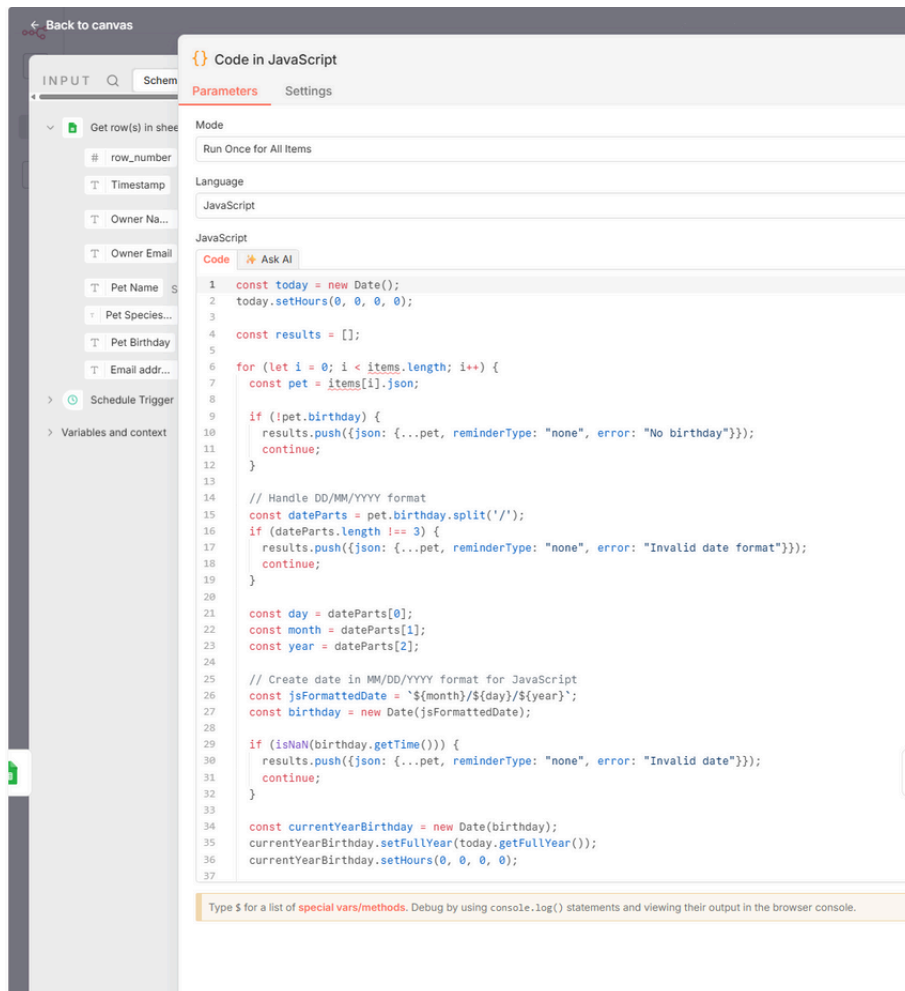 ← Back to canvas
{} Code in JavaScript
INPUT Schem
Parameters Settings
Get row(s) in shee
# row_number
T Timestamp
T Owner Na...
T Owner Email
T Pet Name S
T Pet Species...
T Pet Birthday
T Email addr...
Schedule Trigger
Variables and context
Mode
Run Once for All Items
Language
JavaScript
JavaScript
Code Ask AI
1 const today = new Date();
2 today.setHours(0, 0, 0, 0);
3
4 const results = [];
5
6 for (let i = 0; i < items.length; i++) {
7 const pet = items[i].json;
8
9 if (!pet.birthday) {
10 results.push({json: {...pet, reminderType: "none", error: "No birthday"}});
11 continue;
12 }
13
14 // Handle DD/MM/YYYY format
15 const dateParts = pet.birthday.split('/');
16 if (dateParts.length !== 3) {
17 results.push({json: {...pet, reminderType: "none", error: "Invalid date format"}});
18 continue;
19 }
20
21 const day = dateParts[0];
22 const month = dateParts[1];
23 const year = dateParts[2];
24
25 // Create date in MM/DD/YYYY format for JavaScript
26 const jsFormattedDate = `${month}/${day}/${year}`;
27 const birthday = new Date(jsFormattedDate);
28
29 if (isNaN(birthday.getTime())) {
30 results.push({json: {...pet, reminderType: "none", error: "Invalid date"}});
31 continue;
32 }
33
34 const currentYearBirthday = new Date(birthday);
35 currentYearBirthday.setFullYear(today.getFullYear());
36 currentYearBirthday.setHours(0, 0, 0, 0);
37
Type $ for a list of special vars/methods. Debug by using console.log() statements and viewing their output in the browser console.